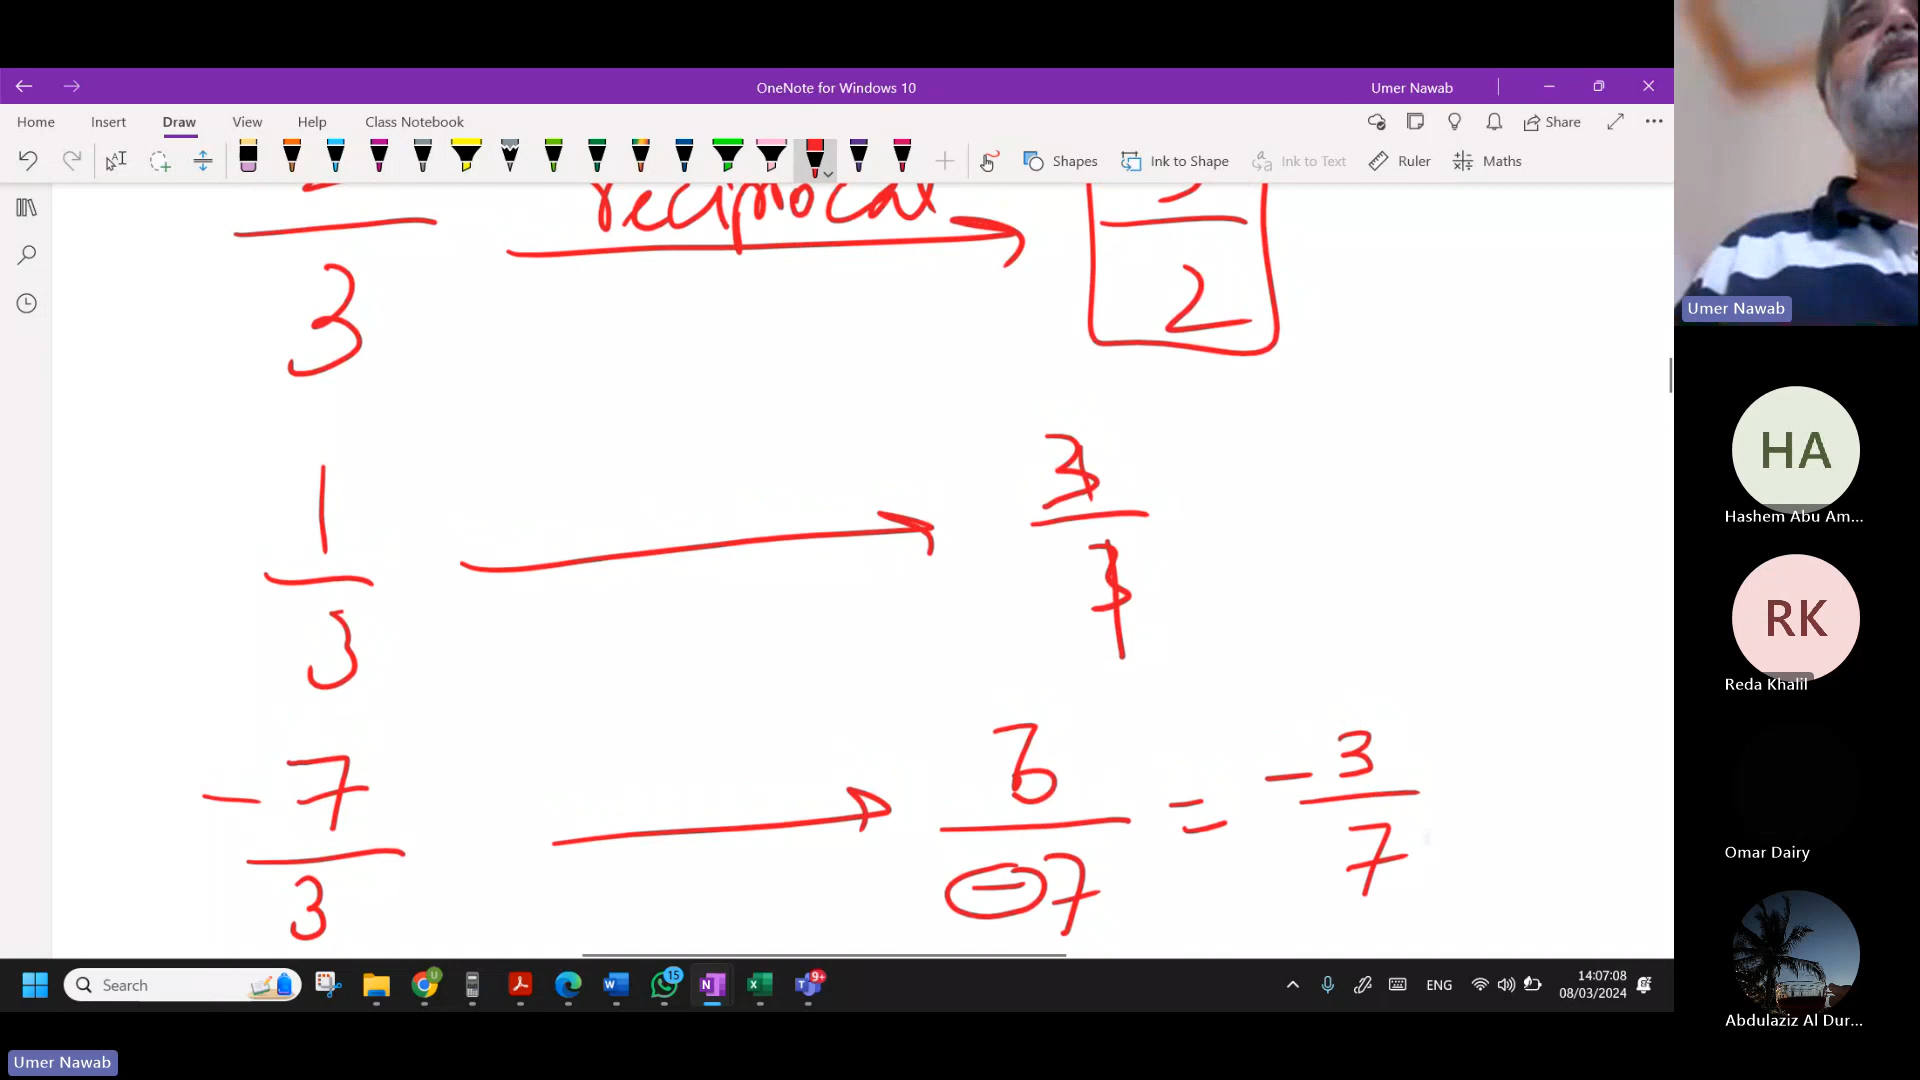 OneNote for Windows 10
Umer Nawab
Home Insert Draw View Help Class Notebook
Share
Shapes Ink to Shape Ink to Text Ruler Maths
reciprocal
3
2
1
3
3
1
- 7
3
3
-7
= - 3
7
Umer Nawab
HA
Hashem Abu Am...
RK
Reda Khalil
Omar Dairy
Abdulaziz Al Dur...
Search
15
9+
ENG
14:07:08
08/03/2024
Umer Nawab